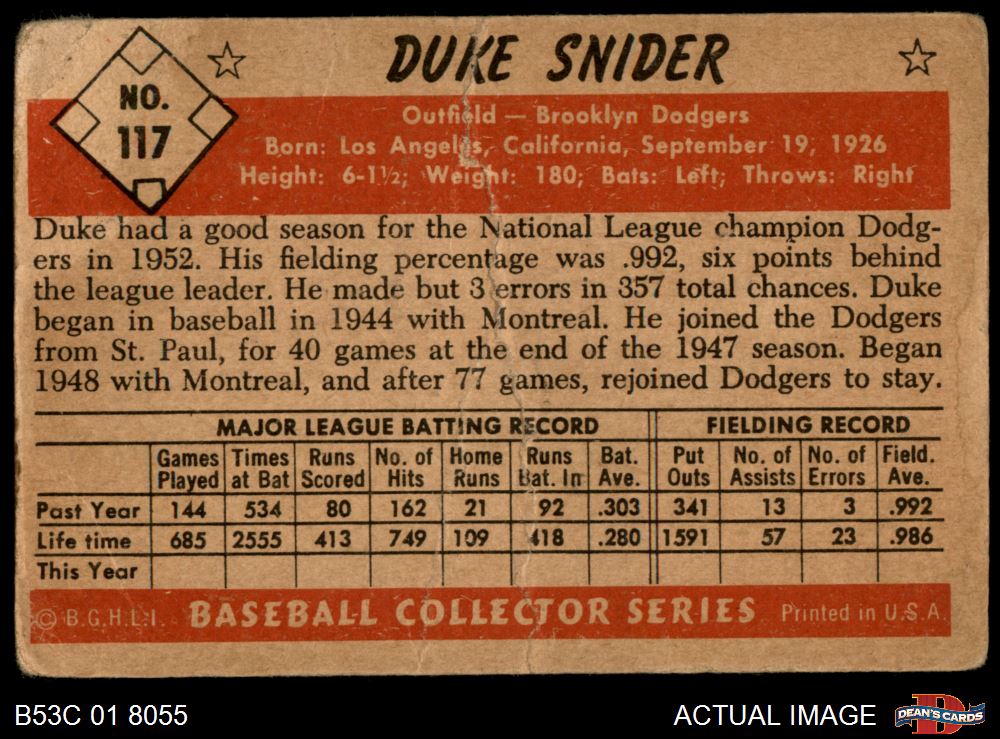 NO.
117
DUKE SNIDER
Outfield — Brooklyn Dodgers
Born: Los Angeles, California, September 19, 1926
Height: 6-1½; Weight: 180; Bats: Left; Throws: Right
Duke had a good season for the National League champion Dodg-
ers in 1952. His fielding percentage was .992, six points behind
the league leader. He made but 3 errors in 357 total chances. Duke
began in baseball in 1944 with Montreal. He joined the Dodgers
from St. Paul, for 40 games at the end of the 1947 season. Began
1948 with Montreal, and after 77 games, rejoined Dodgers to stay.
MAJOR LEAGUE BATTING RECORD FIELDING RECORD
Games Times Runs No. of Home Runs Bat. Put No. of No. of Field.
Played at Bat Scored Hits Runs Bat. In Ave. Outs Assists Errors Ave.
Past Year 144 534 80 162 21 92 .303 341 13 3 .992
Life time 685 2555 413 749 109 418 .280 1591 57 23 .986
This Year
© B.G.H.L.I. BASEBALL COLLECTOR SERIES Printed in U.S.A.
B53C 01 8055 ACTUAL IMAGE DEAN'S CARDS